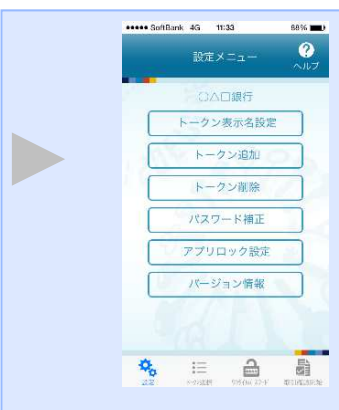 SoftBank 4G 11:33 68%
設定メニュー
ヘルプ
○△□銀行
トークン表示名設定
トークン追加
トークン削除
パスワード補正
アプリロック設定
バージョン情報
設定